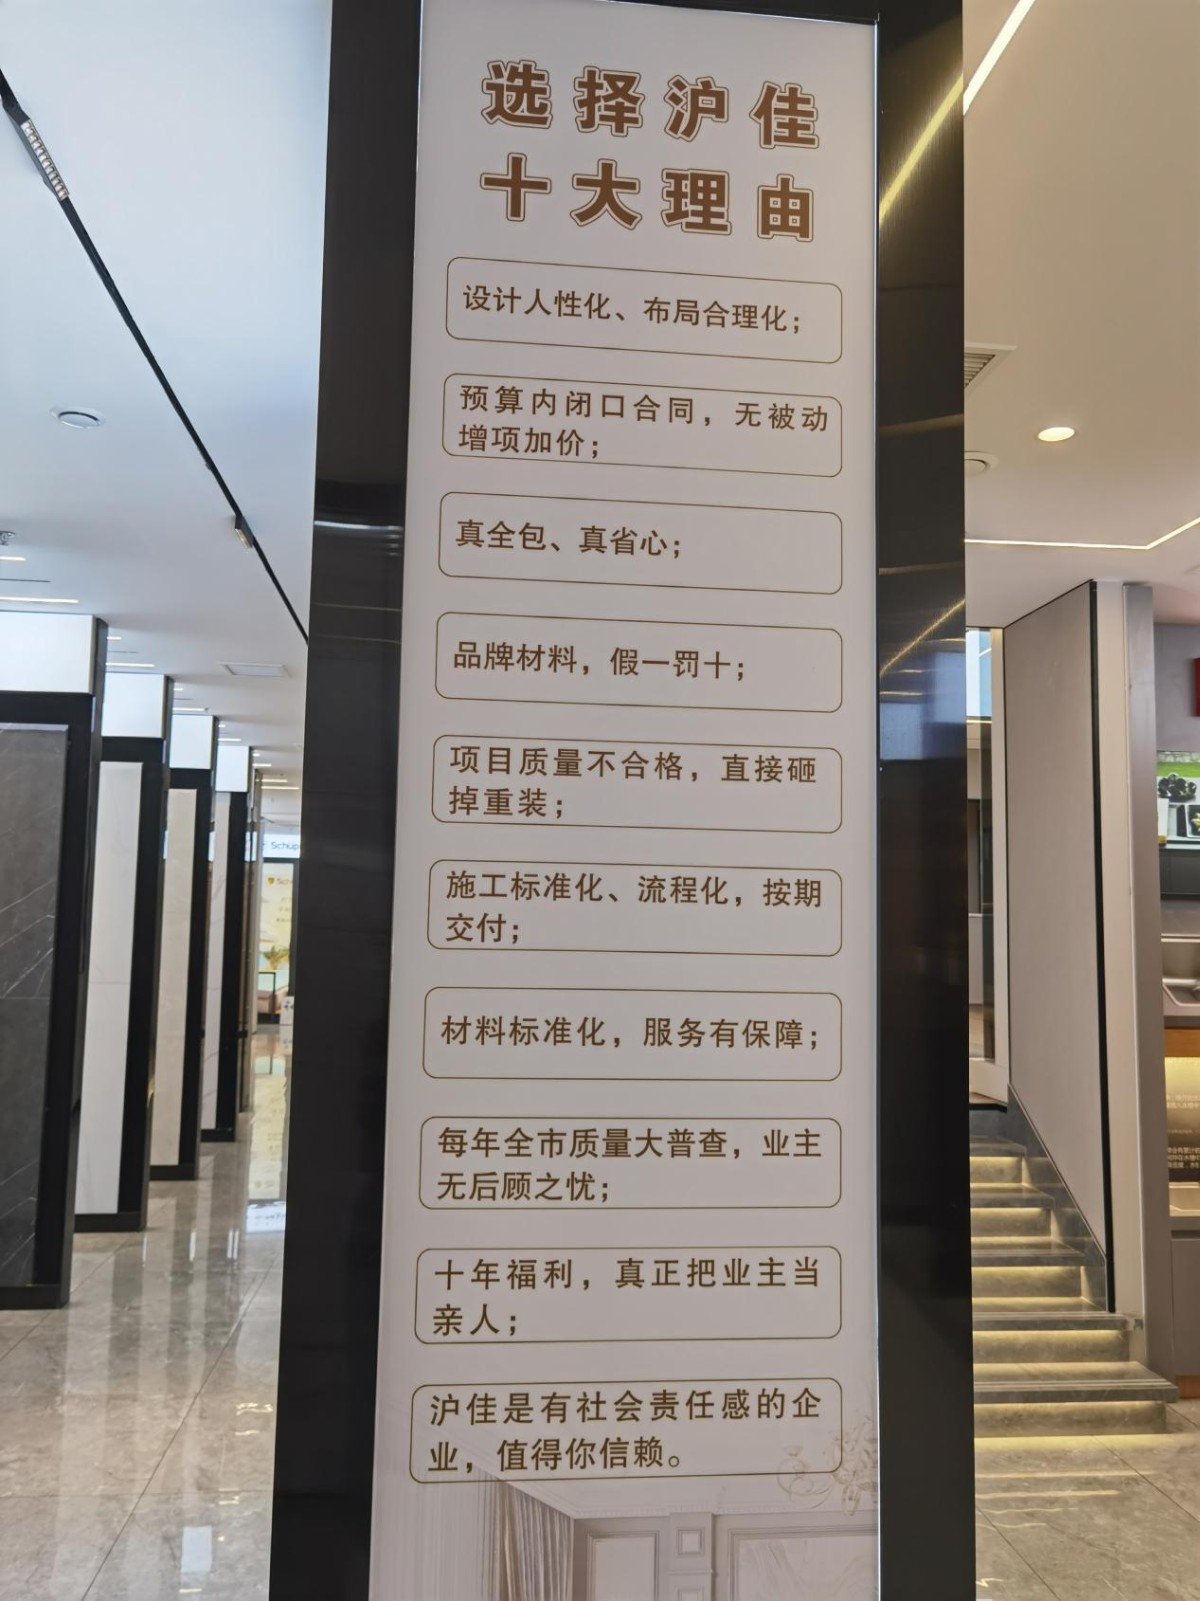 选择沪佳
十大理由
设计人性化、布局合理化；
预算内闭口合同，无被动
增项加价；
真全包、真省心；
品牌材料，假一罚十；
项目质量不合格，直接砸
掉重装；
施工标准化、流程化，按期
交付；
材料标准化，服务有保障；
每年全市质量大普查，业主
无后顾之忧；
十年福利，真正把业主当
亲人；
沪佳是有社会责任感的企
业，值得你信赖。